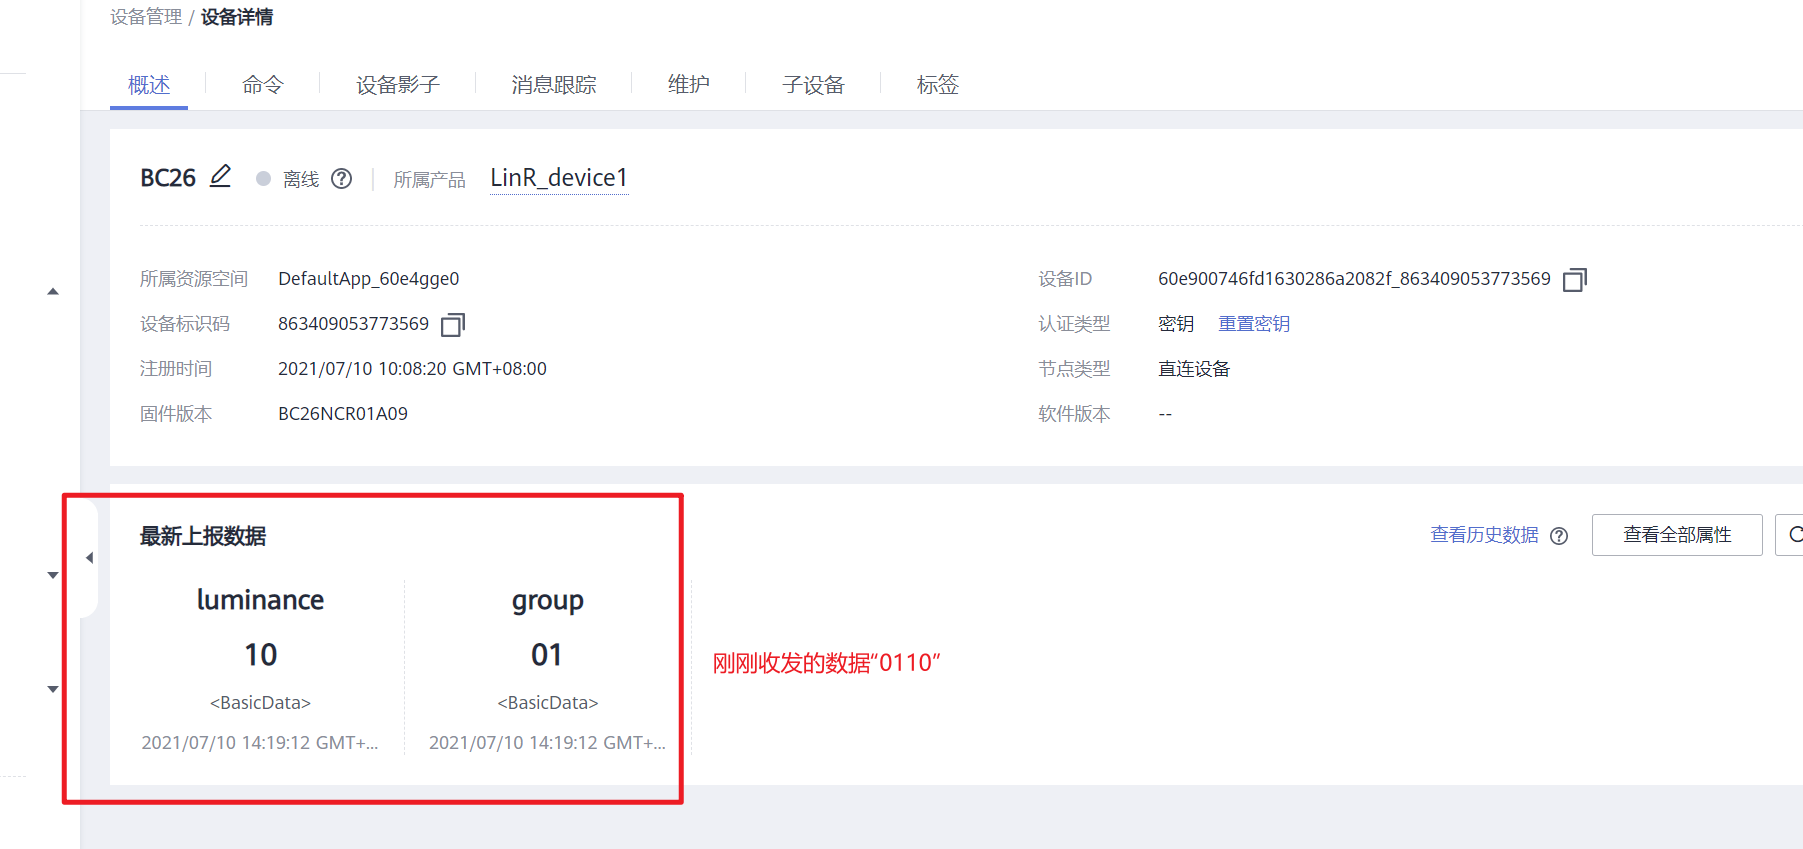 设备管理 / 设备详情
概述 命令 设备影子 消息跟踪 维护 子设备 标签
BC26 离线 所属产品 LinR_device1
所属资源空间 DefaultApp_60e4gge0 设备ID 60e900746fd1630286a2082f_863409053773569
设备标识码 863409053773569 认证类型 密钥 重置密钥
注册时间 2021/07/10 10:08:20 GMT+08:00 节点类型 直连设备
固件版本 BC26NCR01A09 软件版本 --
最新上报数据 查看历史数据 查看全部属性
luminance group
10 01
刚刚收发的数据“0110”
<BasicData> <BasicData>
2021/07/10 14:19:12 GMT+... 2021/07/10 14:19:12 GMT+...